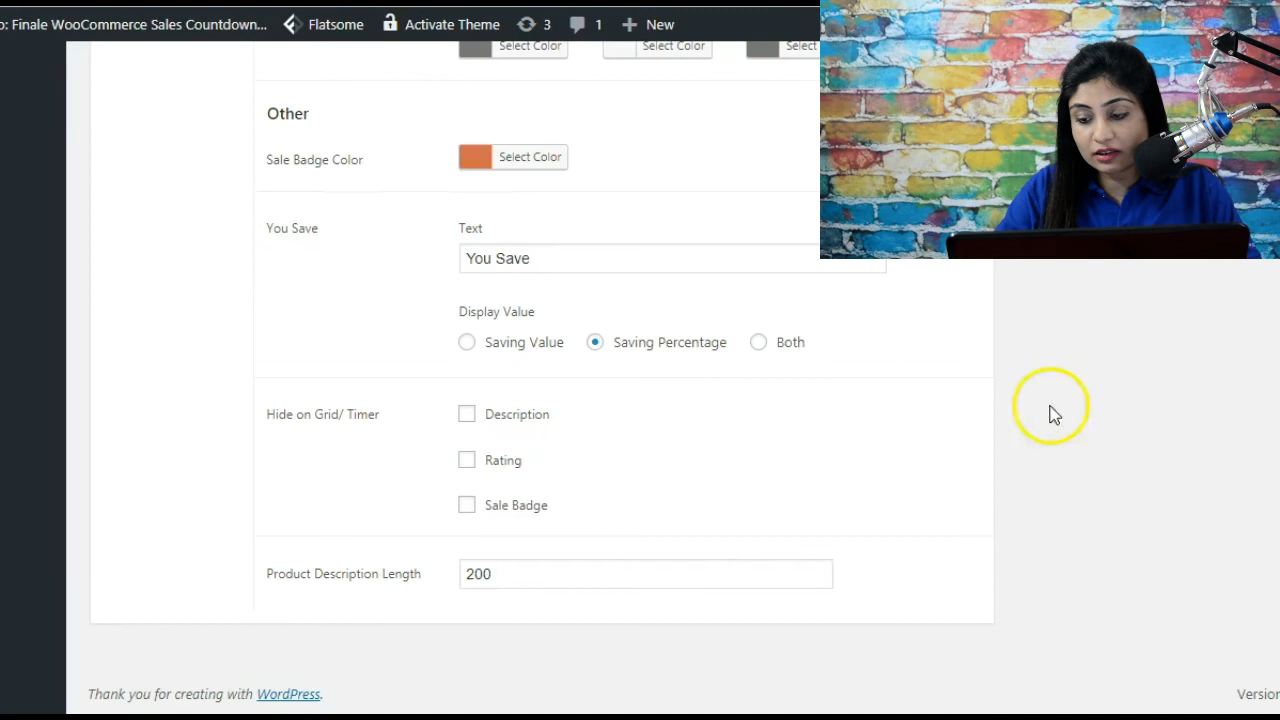 o: Finale WooCommerce Sales Countdown... Flatsome Activate Theme 3 1 New
Select Color Select Color Select
Other
Sale Badge Color Select Color
You Save Text
You Save
Display Value
Saving Value Saving Percentage Both
Hide on Grid/ Timer Description
Rating
Sale Badge
Product Description Length 200
Thank you for creating with WordPress. Versio